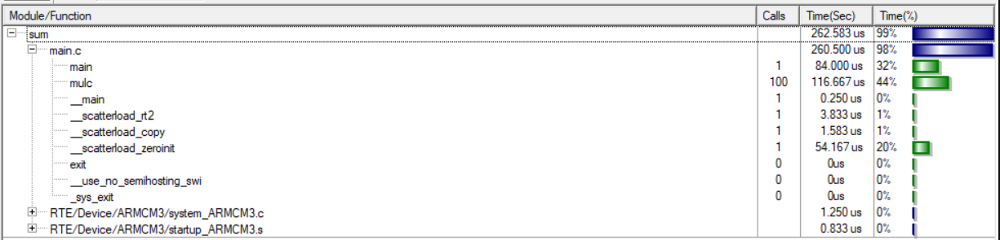 Module/Function Calls Time(Sec) Time(%)
sum 262.583 us 99%
main.c 260.500 us 98%
main 1 84.000 us 32%
mulc 100 116.667 us 44%
__main 1 0.250 us 0%
__scatterload_rt2 1 3.833 us 1%
__scatterload_copy 1 1.583 us 1%
__scatterload_zeroinit 1 54.167 us 20%
exit 0 0us 0%
__use_no_semihosting_swi 0 0us 0%
_sys_exit 0 0us 0%
RTE/Device/ARMCM3/system_ARMCM3.c 1.250 us 0%
RTE/Device/ARMCM3/startup_ARMCM3.s 0.833 us 0%